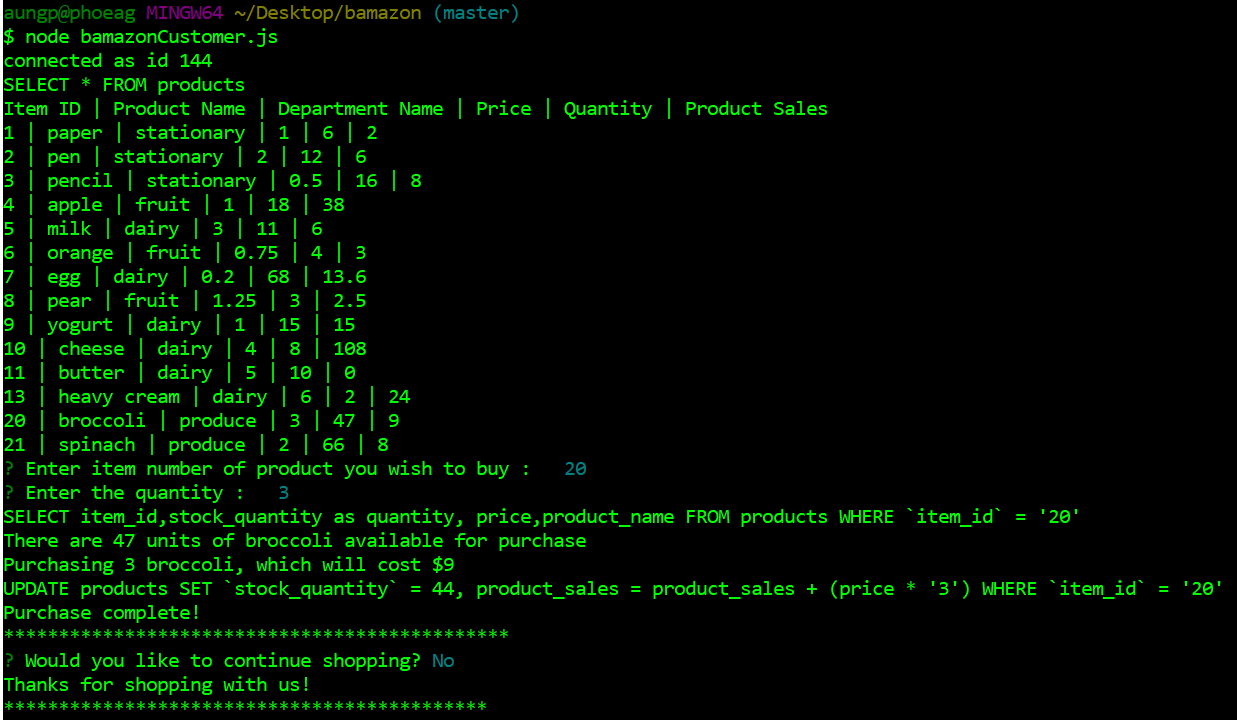 aungp@phoeag MINGW64 ~/Desktop/bamazon (master)
$ node bamazonCustomer.js
connected as id 144
SELECT * FROM products
Item ID | Product Name | Department Name | Price | Quantity | Product Sales
1 | paper | stationary | 1 | 6 | 2
2 | pen | stationary | 2 | 12 | 6
3 | pencil | stationary | 0.5 | 16 | 8
4 | apple | fruit | 1 | 18 | 38
5 | milk | dairy | 3 | 11 | 6
6 | orange | fruit | 0.75 | 4 | 3
7 | egg | dairy | 0.2 | 68 | 13.6
8 | pear | fruit | 1.25 | 3 | 2.5
9 | yogurt | dairy | 1 | 15 | 15
10 | cheese | dairy | 4 | 8 | 108
11 | butter | dairy | 5 | 10 | 0
13 | heavy cream | dairy | 6 | 2 | 24
20 | broccoli | produce | 3 | 47 | 9
21 | spinach | produce | 2 | 66 | 8
? Enter item number of product you wish to buy :   20
? Enter the quantity :   3
SELECT item_id,stock_quantity as quantity, price,product_name FROM products WHERE `item_id` = '20'
There are 47 units of broccoli available for purchase
Purchasing 3 broccoli, which will cost $9
UPDATE products SET `stock_quantity` = 44, product_sales = product_sales + (price * '3') WHERE `item_id` = '20'
Purchase complete!
**********************************************
? Would you like to continue shopping? No
Thanks for shopping with us!
********************************************